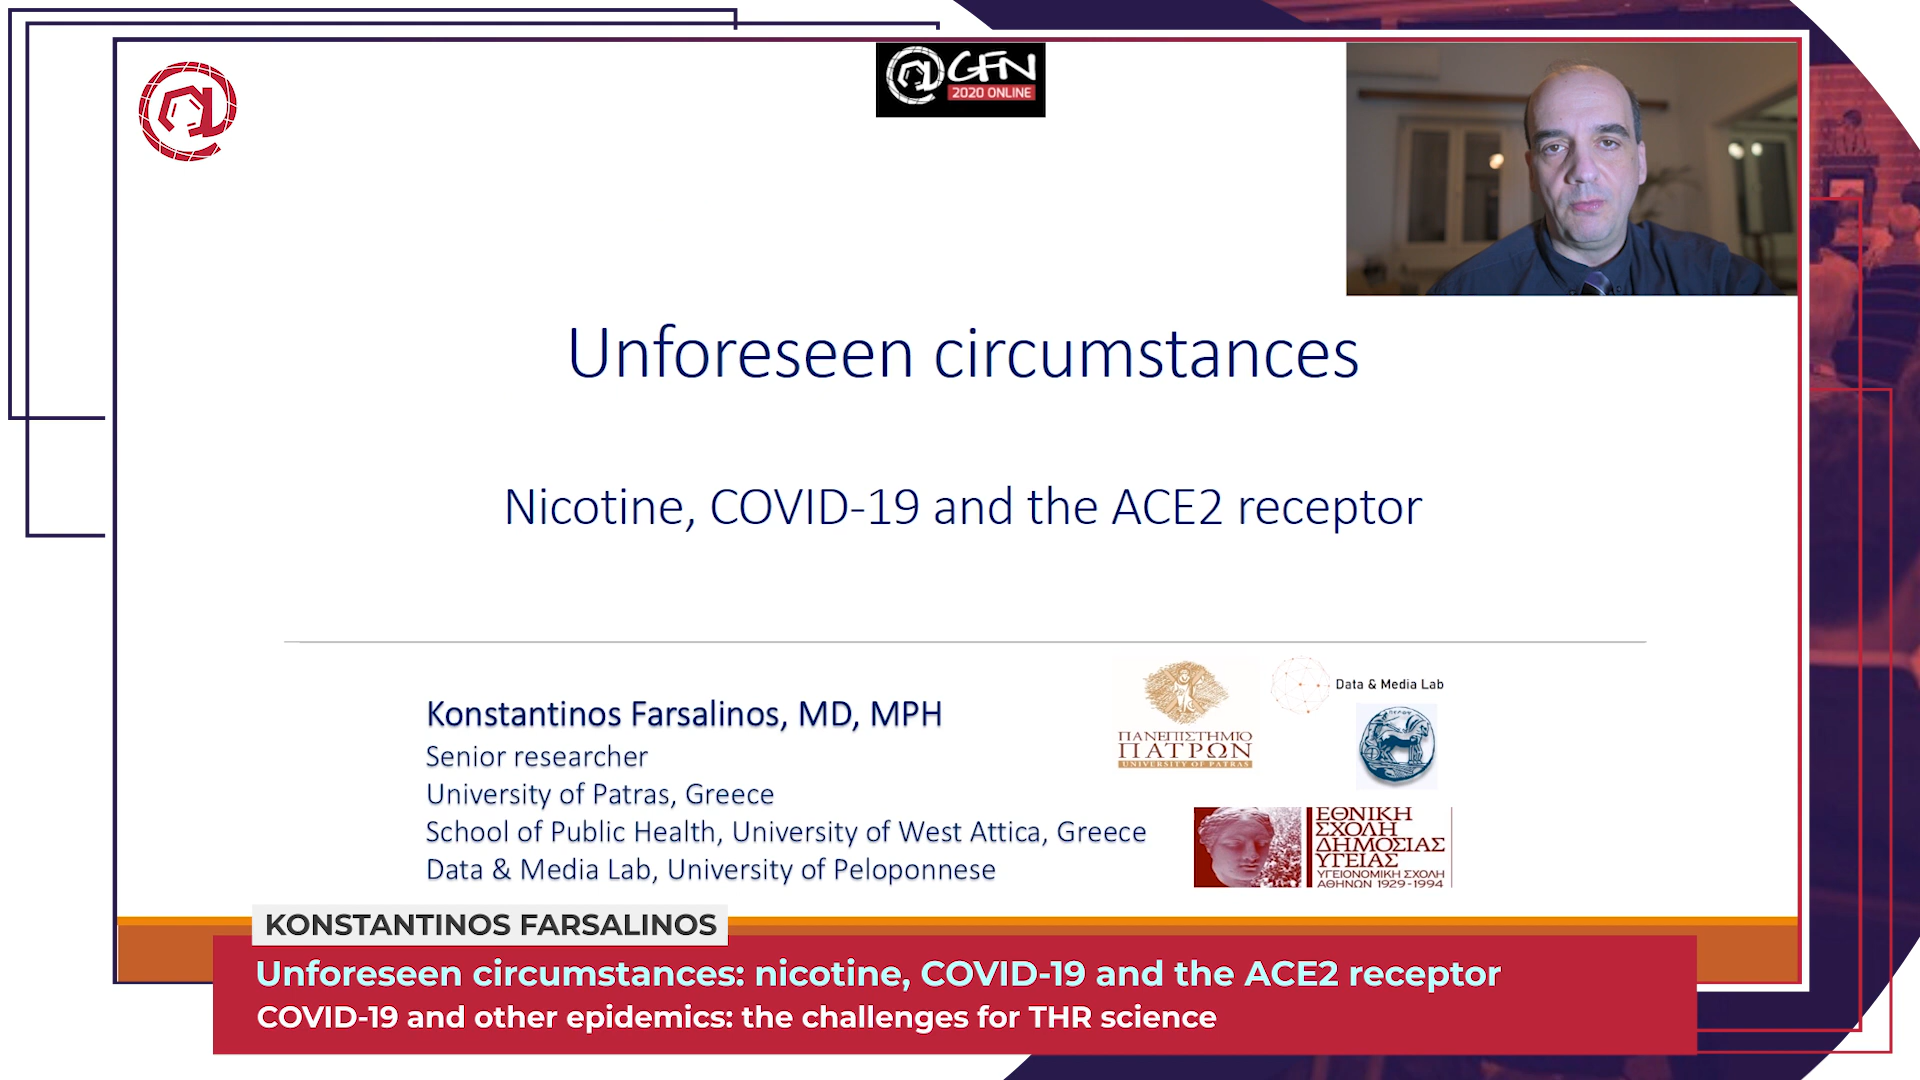 GFN
2020 ONLINE
Unforeseen circumstances
Nicotine, COVID-19 and the ACE2 receptor
Konstantinos Farsalinos, MD, MPH
Senior researcher
University of Patras, Greece
School of Public Health, University of West Attica, Greece
Data & Media Lab, University of Peloponnese
ΠΑΝΕΠΙΣΤΗΜΙΟ
ΠΑΤΡΩΝ
UNIVERSITY OF PATRAS
Data & Media Lab
ΕΘΝΙΚΗ
ΣΧΟΛΗ
ΔΗΜΟΣΙΑΣ
ΥΓΕΙΑΣ
ΥΓΕΙΟΝΟΜΙΚΗ ΣΧΟΛΗ
ΑΘΗΝΩΝ 1929-1994
KONSTANTINOS FARSALINOS
Unforeseen circumstances: nicotine, COVID-19 and the ACE2 receptor
COVID-19 and other epidemics: the challenges for THR science